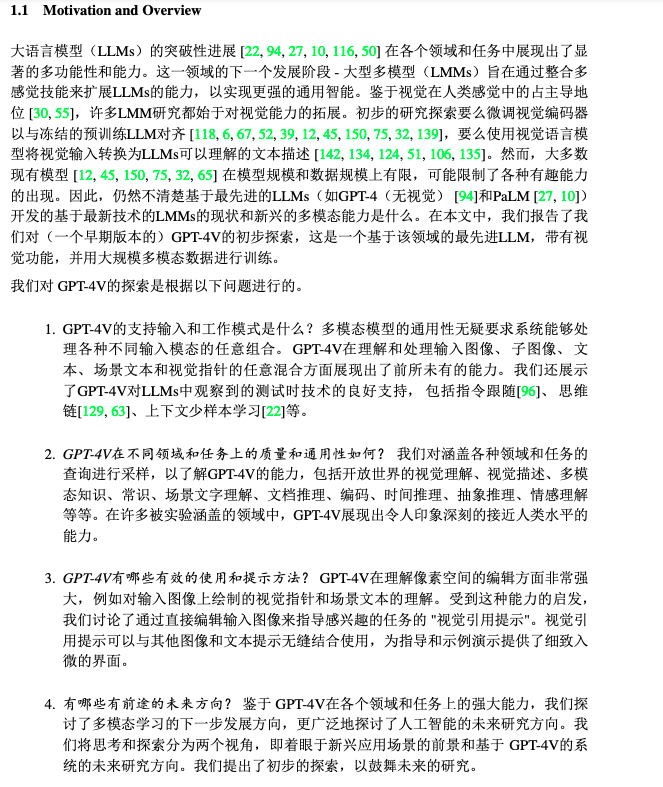 1.1 Motivation and Overview
大语言模型（LLMs）的突破性进展 [22, 94, 27, 10, 116, 50] 在各个领域和任务中展现出了显
著的多功能性和能力。这一领域的下一个发展阶段 - 大型多模型（LMMs）旨在通过整合多
感觉技能来扩展LLMs的能力，以实现更强的通用智能。鉴于视觉在人类感觉中的占主导地
位 [30, 55]，许多LMM研究都始于对视觉能力的拓展。初步的研究探索要么微调视觉编码器
以与冻结的预训练LLM对齐 [118, 6, 67, 52, 39, 12, 45, 150, 75, 32, 139]，要么使用视觉语言模
型将视觉输入转换为LLMs可以理解的文本描述 [142, 134, 124, 51, 106, 135]。然而，大多数
现有模型 [12, 45, 150, 75, 32, 65] 在模型规模和数据规模上有限，可能限制了各种有趣能力
的出现。因此，仍然不清楚基于最先进的LLMs（如GPT-4（无视觉） [94]和PaLM [27, 10]）
开发的基于最新技术的LMMs的现状和新兴的多模态能力是什么。在本文中，我们报告了我
们对（一个早期版本的）GPT-4V的初步探索，这是一个基于该领域的最先进LLM，带有视
觉功能，并用大规模多模态数据进行训练。
我们对 GPT-4V的探索是根据以下问题进行的。
1. GPT-4V的支持输入和工作模式是什么？多模态模型的通用性无疑要求系统能够处
理各种不同输入模态的任意组合。 GPT-4V在理解和处理输入图像、子图像、 文
本、场景文本和视觉指针的任意混合方面展现出了前所未有的能力。我们还展示
了GPT-4V对LLMs中观察到的测试时技术的良好支持， 包括指令跟随[96]、 思维
链[129, 63]、上下文少样本学习[22]等。
2. GPT-4V在不同领域和任务上的质量和通用性如何？ 我们对涵盖各种领域和任务的
查询进行采样，以了解GPT-4V的能力，包括开放世界的视觉理解、视觉描述、多模
态知识、常识、场景文字理解、文档推理、编码、时间推理、抽象推理、情感理解
等等。在许多被实验涵盖的领域中，GPT-4V展现出令人印象深刻的接近人类水平的
能力。
3. GPT-4V有哪些有效的使用和提示方法？ GPT-4V在理解像素空间的编辑方面非常强
大，例如对输入图像上绘制的视觉指针和场景文本的理解。受到这种能力的启发，
我们讨论了通过直接编辑输入图像来指导感兴趣的任务的 "视觉引用提示"。视觉引
用提示可以与其他图像和文本提示无缝结合使用，为指导和示例演示提供了细致入
微的界面。
4. 有哪些有前途的未来方向？ 鉴于 GPT-4V在各个领域和任务上的强大能力，我们探
讨了多模态学习的下一步发展方向，更广泛地探讨了人工智能的未来研究方向。我
们将思考和探索分为两个视角，即着眼于新兴应用场景的前景和基于 GPT-4V的系
统的未来研究方向。我们提出了初步的探索，以鼓舞未来的研究。